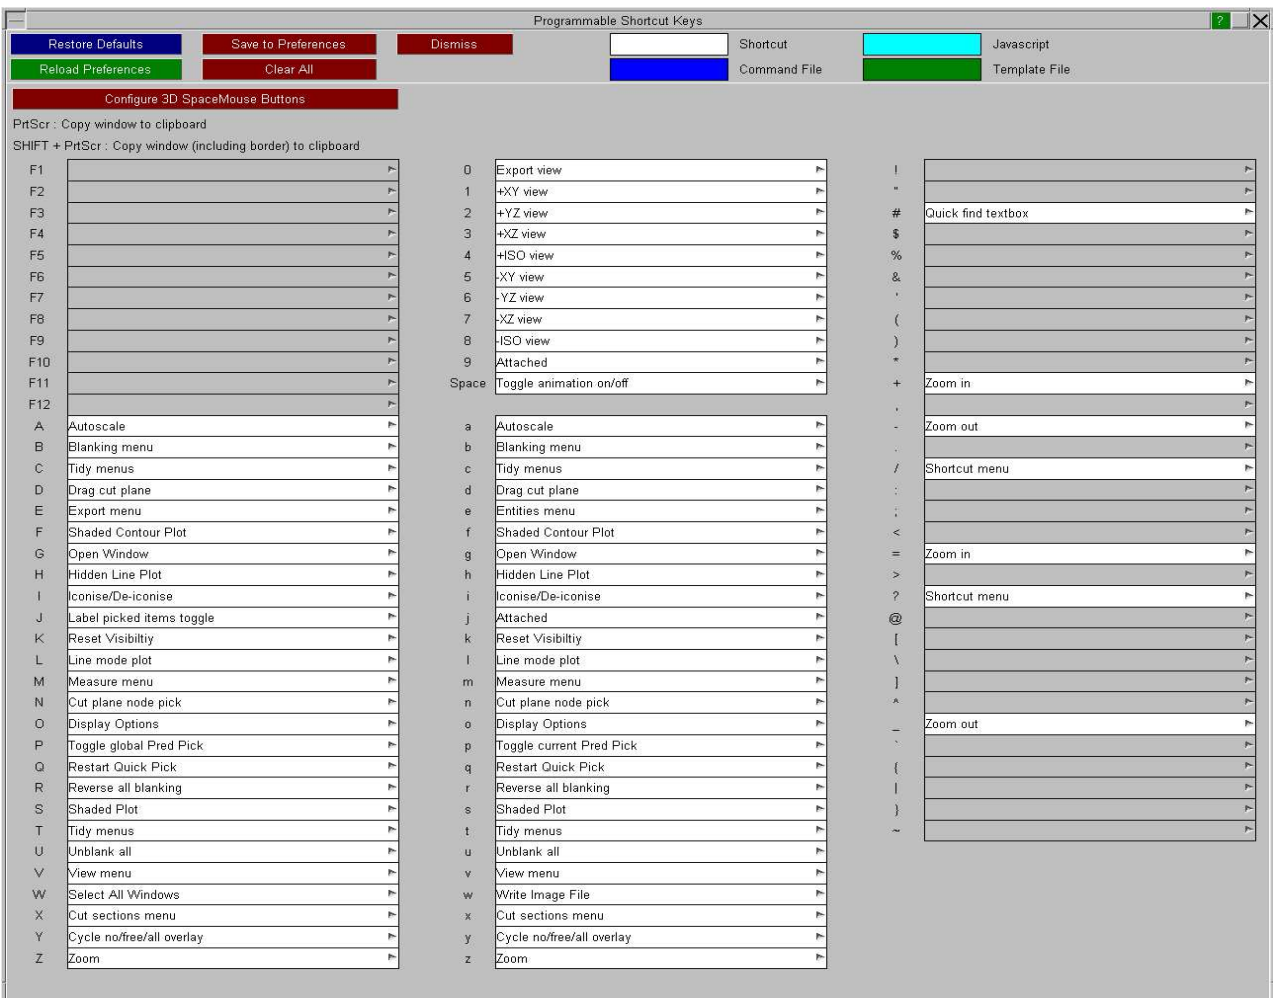 Programmable Shortcut Keys ?
Restore Defaults Save to Preferences Dismiss Shortcut Javascript
Reload Preferences Clear All Command File Template File
Configure 3D SpaceMouse Buttons
PrtScr : Copy window to clipboard
SHIFT + PrtScr : Copy window (including border) to clipboard
F1 0 Export view !
F2 1 +XY view "
F3 2 +YZ view # Quick find textbox
F4 3 +XZ view $
F5 4 +ISO view %
F6 5 -XY view &
F7 6 -YZ view '
F8 7 -XZ view (
F9 8 -ISO view )
F10 9 Attached *
F11 Space Toggle animation on/off + Zoom in
F12 ,
A Autoscale a Autoscale - Zoom out
B Blanking menu b Blanking menu .
C Tidy menus c Tidy menus / Shortcut menu
D Drag cut plane d Drag cut plane :
E Export menu e Entities menu ;
F Shaded Contour Plot f Shaded Contour Plot <
G Open Window g Open Window = Zoom in
H Hidden Line Plot h Hidden Line Plot >
I Iconise/De-iconise i Iconise/De-iconise ? Shortcut menu
J Label picked items toggle j Attached @
K Reset Visibiltiy k Reset Visibiltiy [
L Line mode plot l Line mode plot \
M Measure menu m Measure menu ]
N Cut plane node pick n Cut plane node pick ^
O Display Options o Display Options _ Zoom out
P Toggle global Pred Pick p Toggle current Pred Pick `
Q Restart Quick Pick q Restart Quick Pick {
R Reverse all blanking r Reverse all blanking |
S Shaded Plot s Shaded Plot }
T Tidy menus t Tidy menus ~
U Unblank all u Unblank all
V View menu v View menu
W Select All Windows w Write Image File
X Cut sections menu x Cut sections menu
Y Cycle no/free/all overlay y Cycle no/free/all overlay
Z Zoom z Zoom